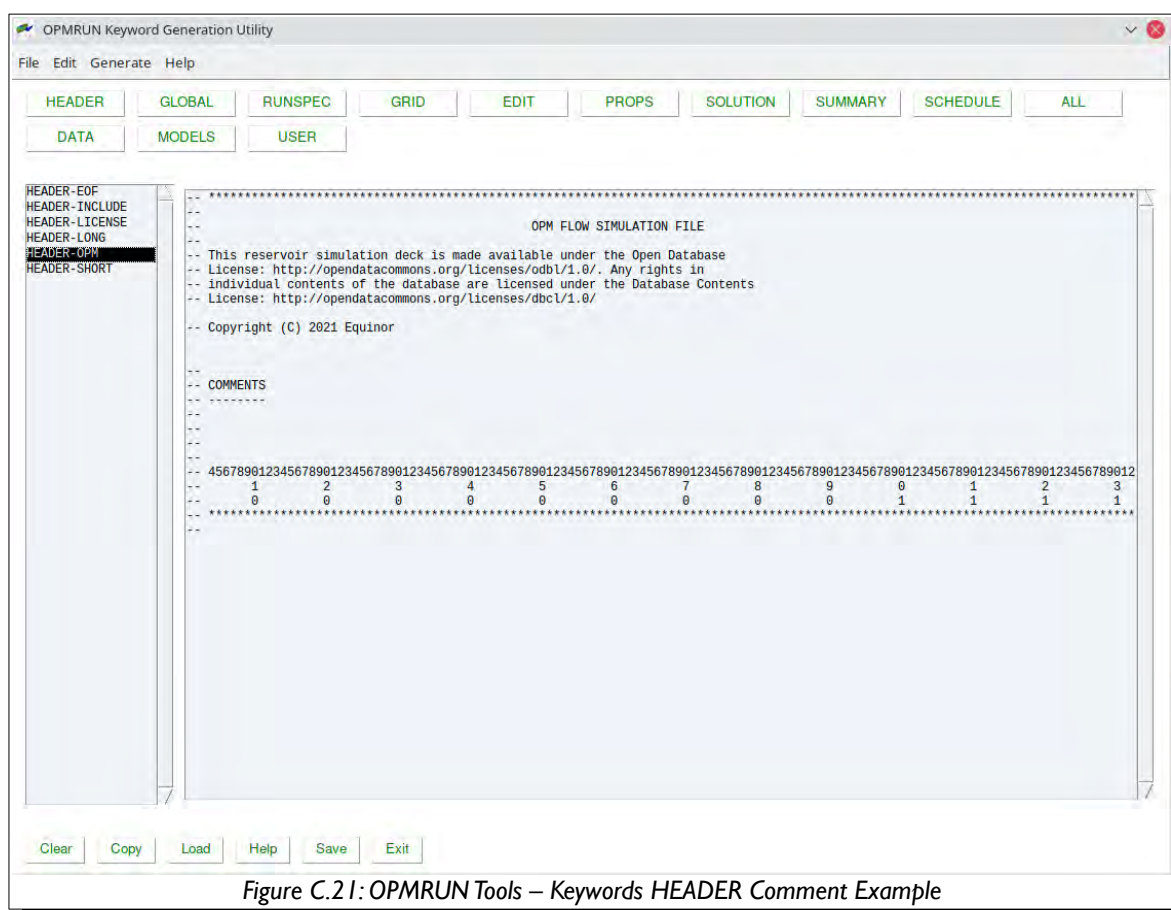 OPMRUN Keyword Generation Utility
File Edit Generate Help
HEADER GLOBAL RUNSPEC GRID EDIT PROPS SOLUTION SUMMARY SCHEDULE ALL
DATA MODELS USER
HEADER-EOF
HEADER-INCLUDE
HEADER-LICENSE
HEADER-LONG
HEADER-OPM
HEADER-SHORT
-- *********************************************************************************************************************************
--
-- OPM FLOW SIMULATION FILE
--
-- This reservoir simulation deck is made available under the Open Database
-- License: http://opendatacommons.org/licenses/odbl/1.0/. Any rights in
-- individual contents of the database are licensed under the Database Contents
-- License: http://opendatacommons.org/licenses/dbcl/1.0/
-- Copyright (C) 2021 Equinor
--
-- COMMENTS
-- --------
--
--
--
--
-- 456789012345678901234567890123456789012345678901234567890123456789012345678901234567890123456789012345678901234567890123456789012
-- 1 2 3 4 5 6 7 8 9 0 1 2 3
-- 0 0 0 0 0 0 0 0 0 1 1 1 1
-- *********************************************************************************************************************************
--
Clear Copy Load Help Save Exit
Figure C.21: OPMRUN Tools – Keywords HEADER Comment Example